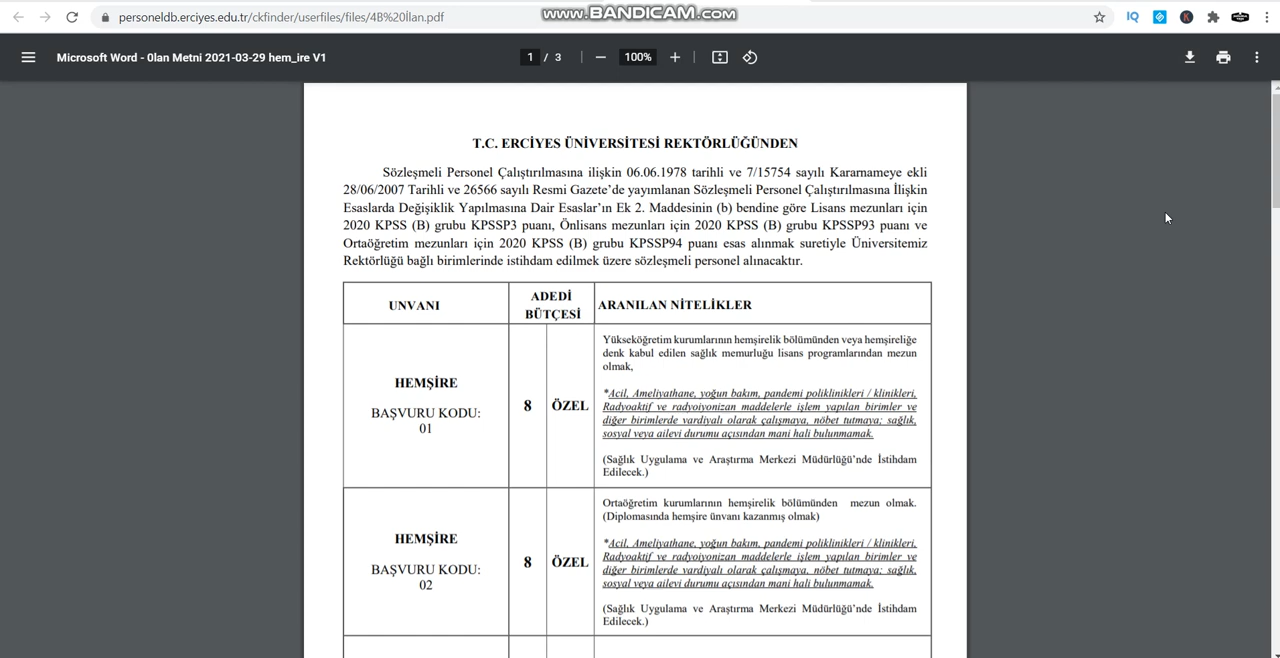 personeldb.erciyes.edu.tr/ckfinder/userfiles/files/4B%20İlan.pdf
www.BANDICAM.com
IQ
K
Microsoft Word - 0lan Metni 2021-03-29 hem_ire V1
1 / 3
100%
T.C. ERCİYES ÜNİVERSİTESİ REKTÖRLÜĞÜNDEN
Sözleşmeli Personel Çalıştırılmasına ilişkin 06.06.1978 tarihli ve 7/15754 sayılı Kararnameye ekli
28/06/2007 Tarihli ve 26566 sayılı Resmi Gazete’de yayımlanan Sözleşmeli Personel Çalıştırılmasına İlişkin
Esaslarda Değişiklik Yapılmasına Dair Esaslar’ın Ek 2. Maddesinin (b) bendine göre Lisans mezunları için
2020 KPSS (B) grubu KPSSP3 puanı, Önlisans mezunları için 2020 KPSS (B) grubu KPSSP93 puanı ve
Ortaöğretim mezunları için 2020 KPSS (B) grubu KPSSP94 puanı esas alınmak suretiyle Üniversitemiz
Rektörlüğü bağlı birimlerinde istihdam edilmek üzere sözleşmeli personel alınacaktır.
UNVANI
ADEDİ
BÜTÇESİ
ARANILAN NİTELİKLER
HEMŞİRE
BAŞVURU KODU:
01
8
ÖZEL
Yükseköğretim kurumlarının hemşirelik bölümünden veya hemşireliğe
denk kabul edilen sağlık memurluğu lisans programlarından mezun
olmak,
*Acil, Ameliyathane, yoğun bakım, pandemi poliklinikleri / klinikleri,
Radyoaktif ve radyoiyonizan maddelerle işlem yapılan birimler ve
diğer birimlerde vardiyalı olarak çalışmaya, nöbet tutmaya; sağlık,
sosyal veya ailevi durumu açısından mani hali bulunmamak.
(Sağlık Uygulama ve Araştırma Merkezi Müdürlüğü’nde İstihdam
Edilecek.)
HEMŞİRE
BAŞVURU KODU:
02
8
ÖZEL
Ortaöğretim kurumlarının hemşirelik bölümünden mezun olmak.
(Diplomasında hemşire ünvanı kazanmış olmak)
*Acil, Ameliyathane, yoğun bakım, pandemi poliklinikleri / klinikleri,
Radyoaktif ve radyoiyonizan maddelerle işlem yapılan birimler ve
diğer birimlerde vardiyalı olarak çalışmaya, nöbet tutmaya; sağlık,
sosyal veya ailevi durumu açısından mani hali bulunmamak.
(Sağlık Uygulama ve Araştırma Merkezi Müdürlüğü’nde İstihdam
Edilecek.)